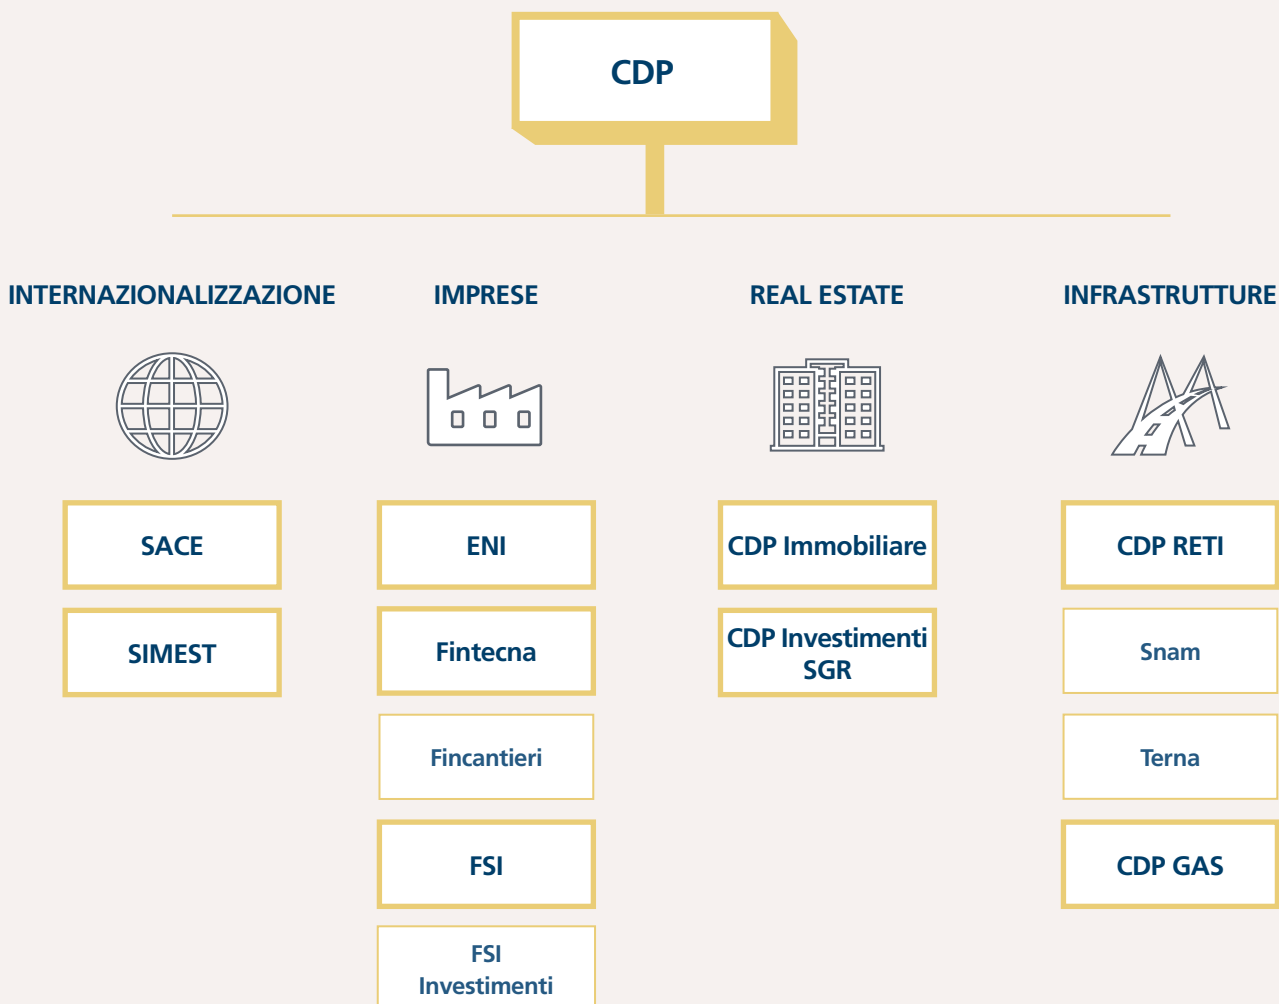 CDP
INTERNAZIONALIZZAZIONE
SACE
SIMEST
IMPRESE
ENI
Fintecna
Fincantieri
FSI
FSI
Investimenti
REAL ESTATE
CDP Immobiliare
CDP Investimenti
SGR
INFRASTRUTTURE
CDP RETI
Snam
Terna
CDP GAS